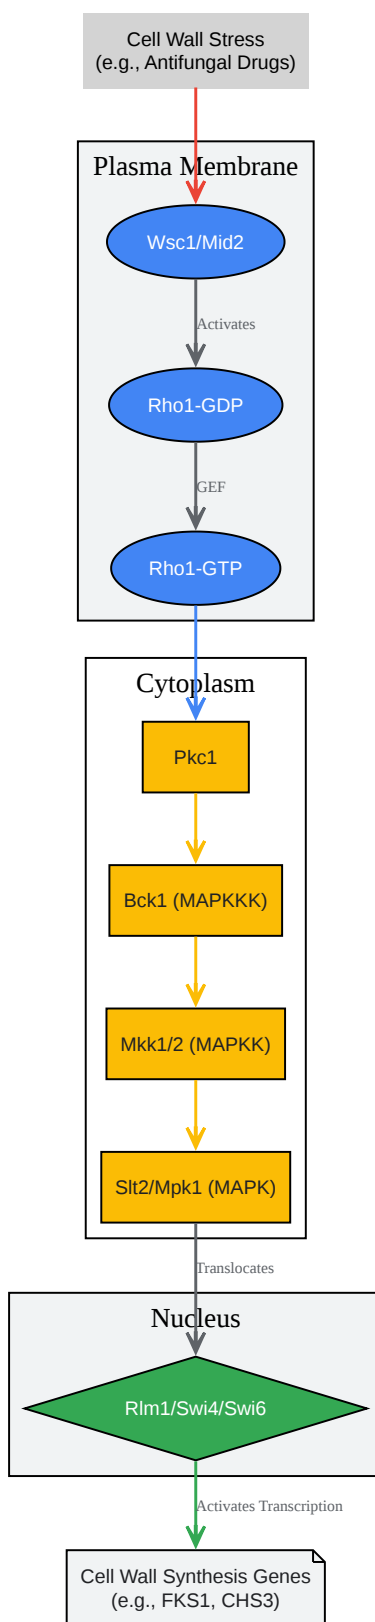 Cell Wall Stress
(e.g., Antifungal Drugs)
Plasma Membrane
Wsc1/Mid2
Activates
Rho1-GDP
GEF
Rho1-GTP
Cytoplasm
Pkc1
Bck1 (MAPKKK)
Mkk1/2 (MAPKK)
Slt2/Mpk1 (MAPK)
Translocates
Nucleus
Rlm1/Swi4/Swi6
Activates Transcription
Cell Wall Synthesis Genes
(e.g., FKS1, CHS3)